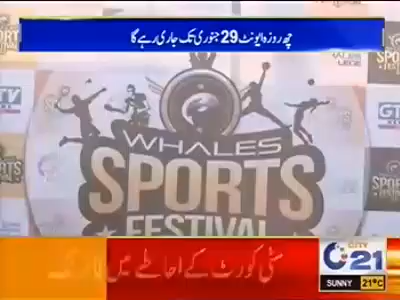 چھ روزہ ایونٹ 29 جنوری تک جاری رہے گا
WHALES
SPORTS
FESTIVAL
SPORTS
GTV
سٹی کورٹ کے احاطے میں
CITY
21
SUNNY 21°C